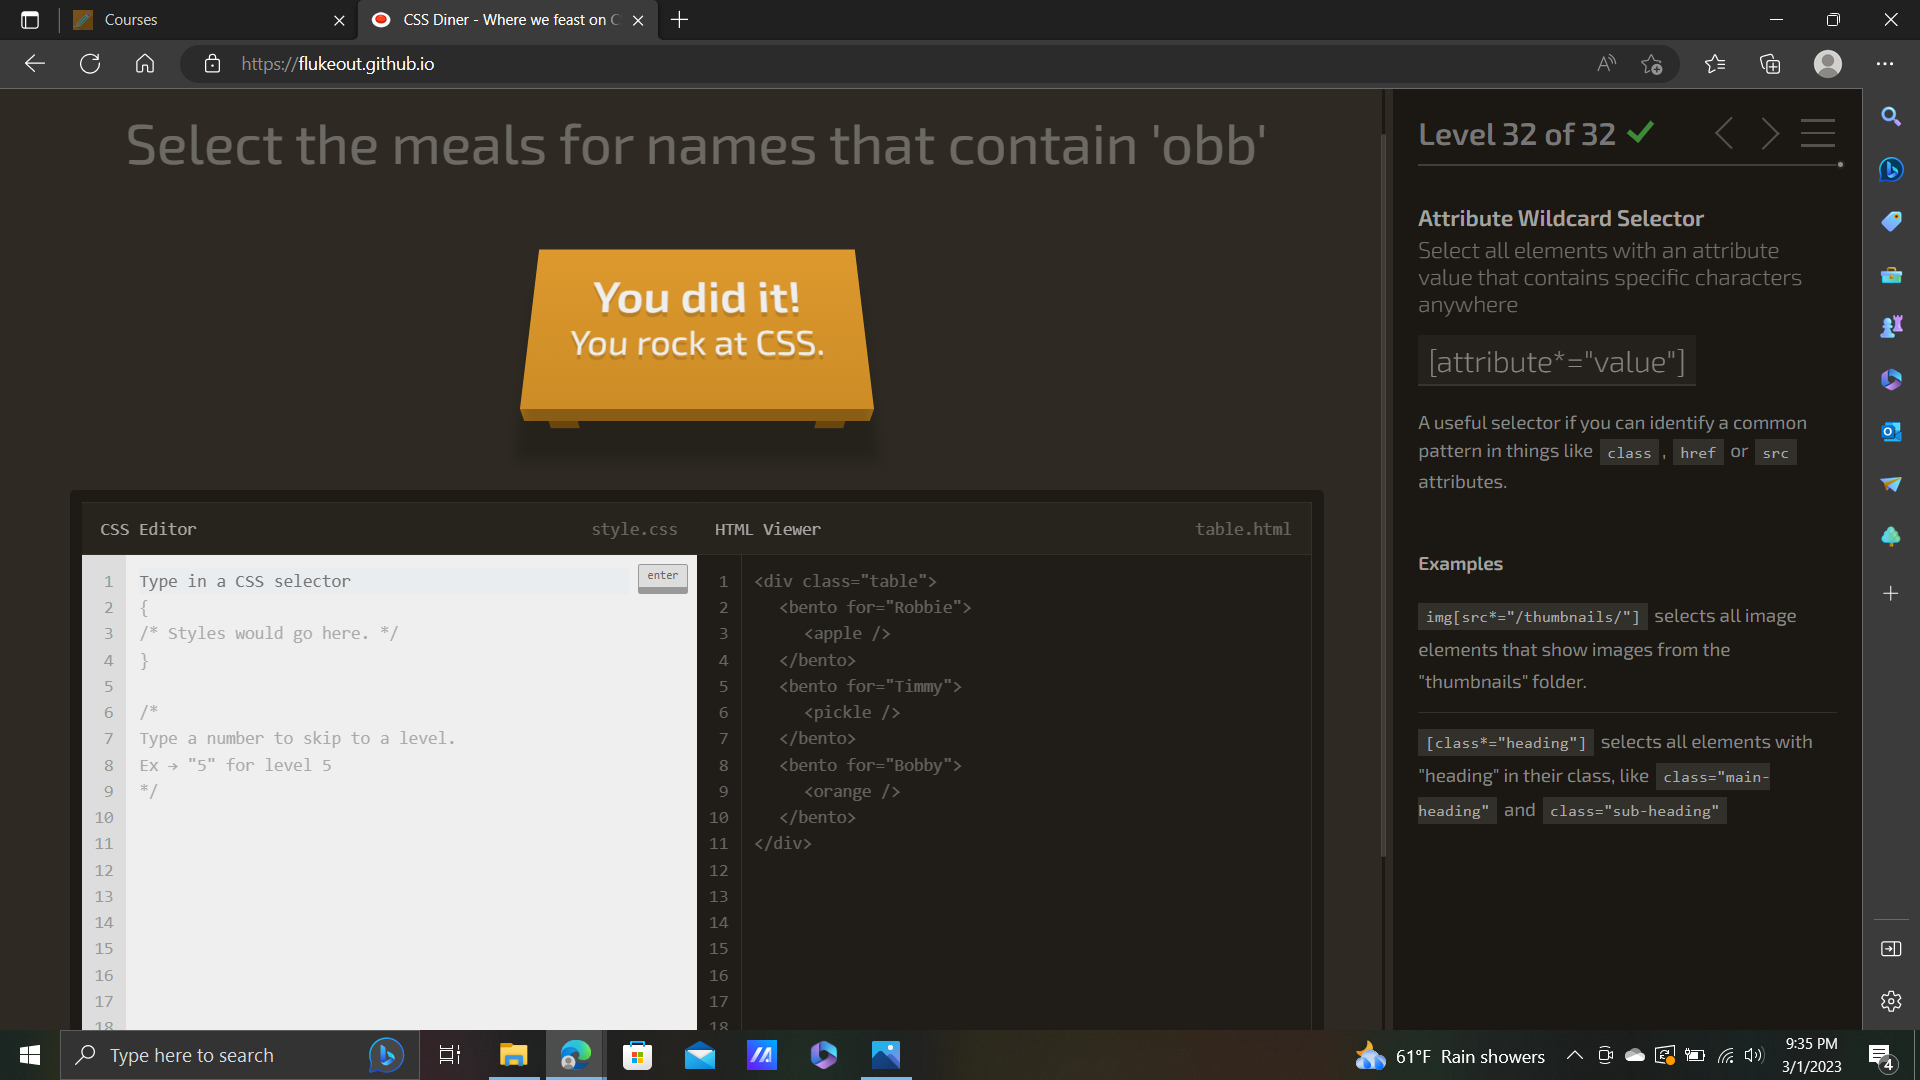 Courses
CSS Diner - Where we feast on C
https://flukeout.github.io
Select the meals for names that contain 'obb'
You did it!
You rock at CSS.
CSS Editor
style.css
HTML Viewer
table.html
1 Type in a CSS selector
enter
2 {
3 /* Styles would go here. */
4 }
5
6 /*
7 Type a number to skip to a level.
8 Ex → "5" for level 5
9 */
10
11
12
13
14
15
16
17
18
1 <div class="table">
2 <bento for="Robbie">
3 <apple />
4 </bento>
5 <bento for="Timmy">
6 <pickle />
7 </bento>
8 <bento for="Bobby">
9 <orange />
10 </bento>
11 </div>
12
13
14
15
16
17
18
Level 32 of 32
Attribute Wildcard Selector
Select all elements with an attribute
value that contains specific characters
anywhere
[attribute*="value"]
A useful selector if you can identify a common
pattern in things like class , href or src
attributes.
Examples
img[src*="/thumbnails/"] selects all image
elements that show images from the
"thumbnails" folder.
[class*="heading"] selects all elements with
"heading" in their class, like class="main-
heading" and class="sub-heading"
Type here to search
61°F Rain showers
9:35 PM
3/1/2023
4